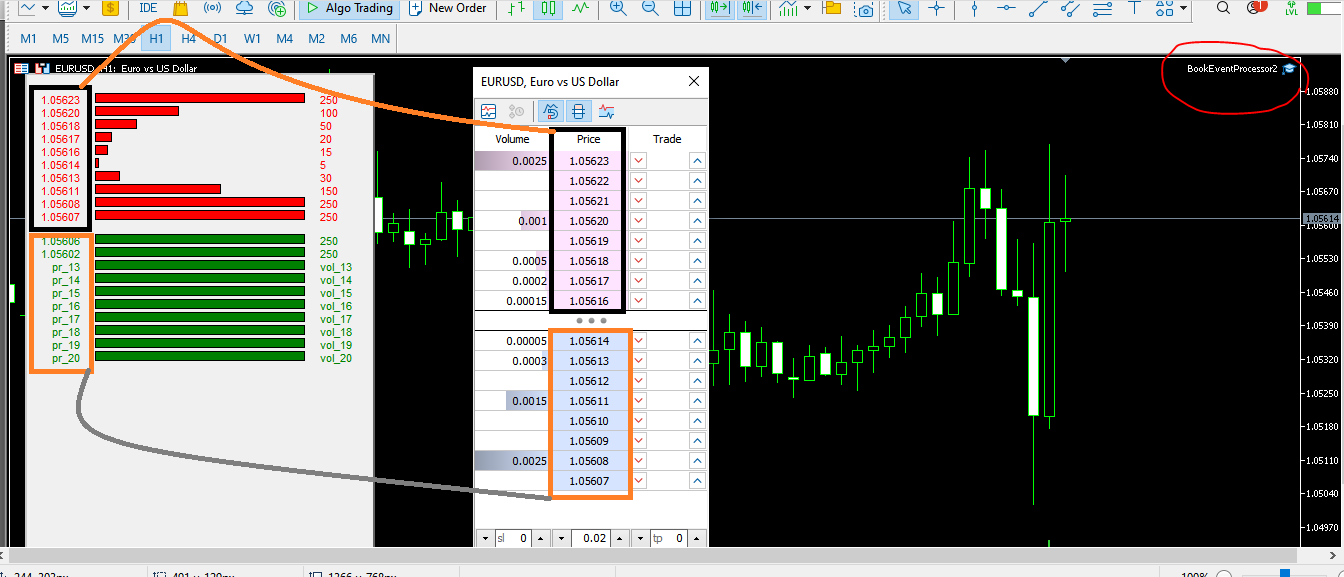 IDE Algo Trading New Order LVL
M1 M5 M15 M30 H1 H4 D1 W1 M4 M2 M6 MN
EURUSD, H1: Euro vs US Dollar
BookEventProcessor2
1.05623 250
1.05620 100
1.05618 50
1.05617 20
1.05616 15
1.05614 5
1.05613 30
1.05611 150
1.05608 250
1.05607 250
1.05606 250
1.05602 250
pr_13 vol_13
pr_14 vol_14
pr_15 vol_15
pr_16 vol_16
pr_17 vol_17
pr_18 vol_18
pr_19 vol_19
pr_20 vol_20
EURUSD, Euro vs US Dollar
Volume Price Trade
0.0025 1.05623
1.05622
1.05621
0.001 1.05620
1.05619
0.0005 1.05618
0.0002 1.05617
0.00015 1.05616
0.00005 1.05614
0.0003 1.05613
1.05612
0.0015 1.05611
1.05610
1.05609
0.0025 1.05608
1.05607
sl 0 0.02 tp 0
1.05880
1.05810
1.05740
1.05670
1.05614
1.05600
1.05530
1.05460
1.05390
1.05320
1.05250
1.05180
1.05110
1.05040
1.04970
100%